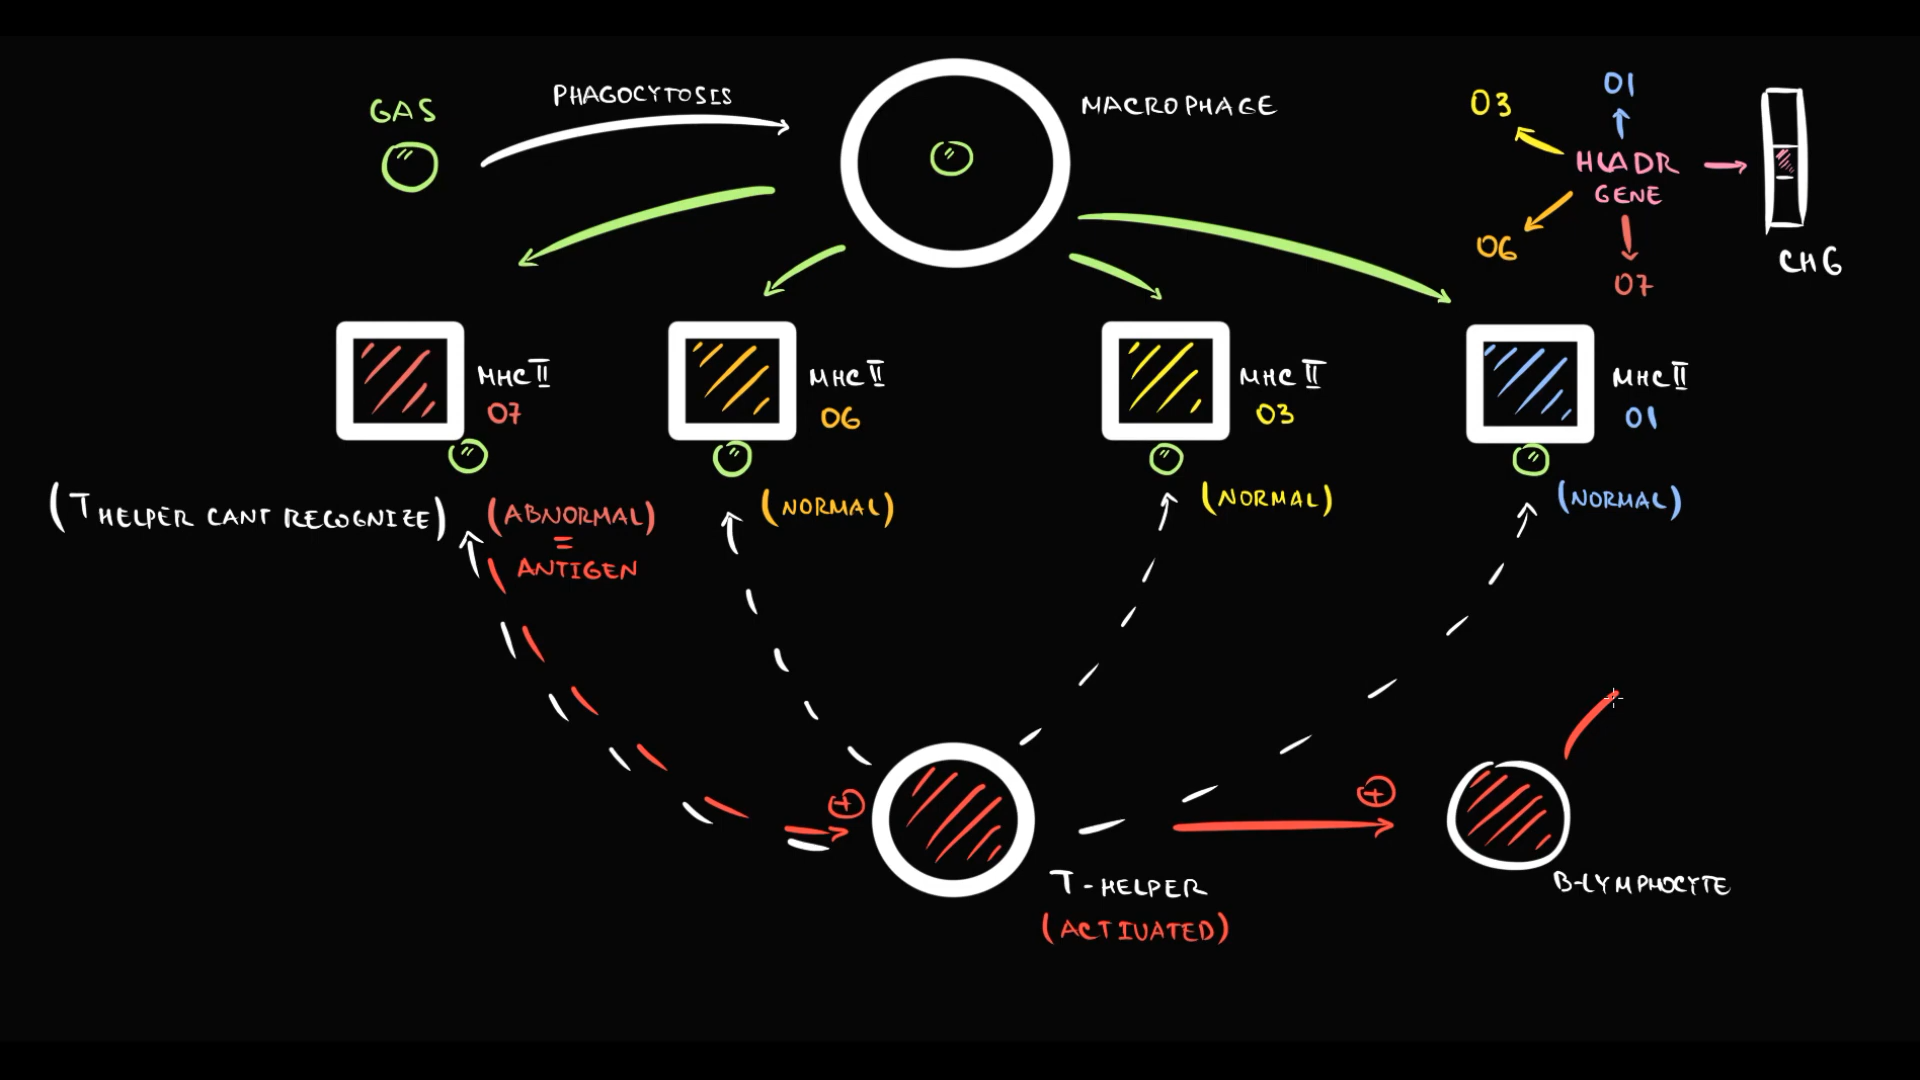 GAS
PHAGOCYTOSIS
MACROPHAGE
03
01
HLADR
GENE
06
07
CH6
MHC II
07
MHC II
06
MHC II
03
MHC II
01
(T HELPER CANT RECOGNIZE)
(ABNORMAL)
=
ANTIGEN
(NORMAL)
(NORMAL)
(NORMAL)
+
+
T-HELPER
(ACTIVATED)
B-LYMPHOCYTE